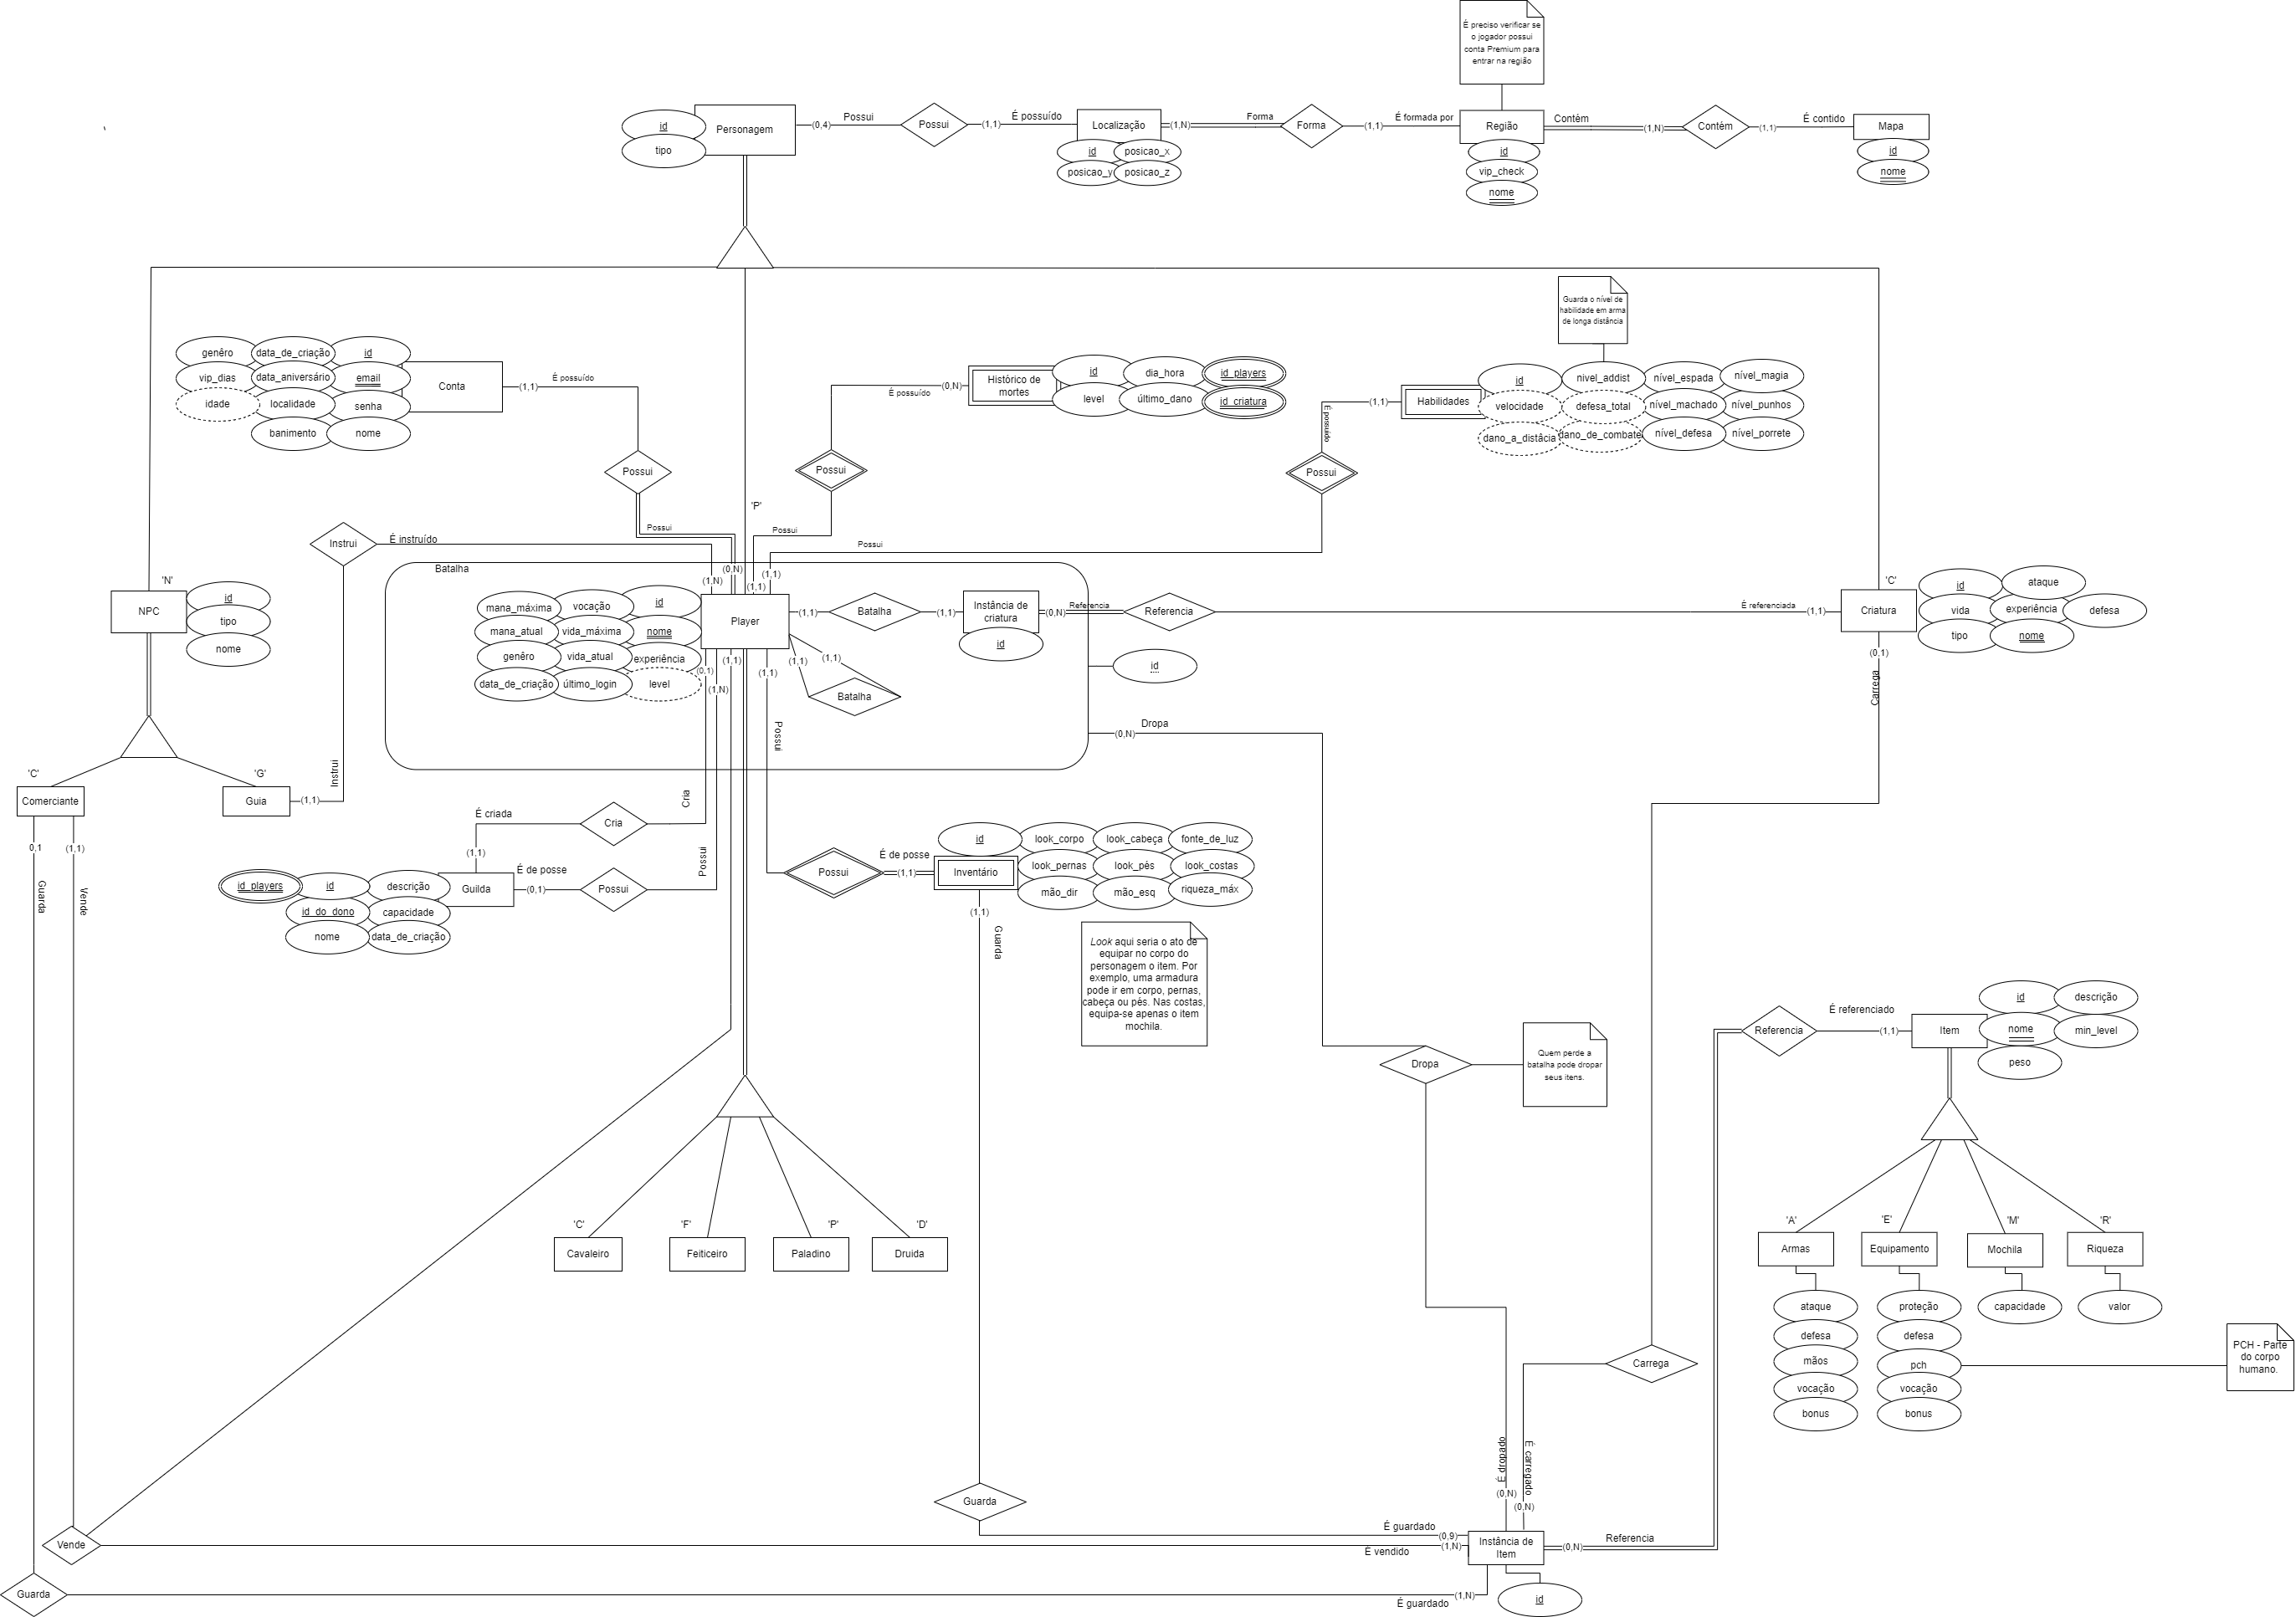 È preciso verificar se
o jogador possui
conta Premium para
entrar na região
Personagem
id
tipo
(0,4)
Possui
Possui
(1,1)
È possuído
Localização
id
posicao_x
posicao_y
posicao_z
(1,N)
Forma
Forma
(1,1)
È formada por
Região
id
vip_check
nome
Contém
(1,N)
Contêm
(1,1)
È contido
Mapa
id
nome
Guarda o nível de
habilidade em arma
de longa distância
genêro
data_de_criação
id
vip_dias
data_aniversário
email
idade
localidade
senha
banimento
nome
Conta
(1,1)
È possuído
Possui
Possui
(0,N)
Histórico de
mortes
id
dia_hora
id_players
level
último_dano
id_criatura
(0,N)
È possuído
Possui
Possui
(1,1)
Habilidades
id
nivel_addist
nível_espada
nível_magia
velocidade
defesa_total
nível_machado
nível_punhos
dano_a_distâcia
dano_de_combate
nível_defesa
nível_porrete
(1,1)
È possuído
Possui
Possui
(1,1)
'P'
Instrui
È instruído
(1,N)
Instrui
(1,1)
'N'
NPC
id
tipo
nome
'C'
'G'
Comerciante
Guia
0,1
(1,1)
Guarda
Vende
Batalha
mana_máxima
vocação
id
mana_atual
vida_máxima
nome
genêro
vida_atual
experiência
data_de_criação
último_login
level
Player
(1,1)
Batalha
(1,1)
Instância de
criatura
id
(0,N)
Referencia
Referencia
È referenciada
(1,1)
(1,1)
(1,1)
Batalha
id
'C'
Criatura
id
ataque
vida
experiência
defesa
tipo
nome
(0,1)
Carrega
(0,N)
Dropa
(0,1)
(1,N)
(1,1)
(1,1)
Possui
Cria
Cria
È criada
(1,1)
Possui
Possui
È de posse
(0,1)
Guilda
id_players
id
descrição
id_do_dono
capacidade
nome
data_de_criação
Possui
È de posse
(1,1)
Inventário
id
look_corpo
look_cabeça
fonte_de_luz
look_pernas
look_pés
look_costas
mão_dir
mão_esq
riqueza_máx
(1,1)
Guarda
Look aqui seria o ato de
equipar no corpo do
personagem o item. Por
exemplo, uma armadura
pode ir em corpo, pernas,
cabeça ou pés. Nas costas,
equipa-se apenas o item
mochila.
Dropa
Quem perde a
batalha pode dropar
seus itens.
Referencia
È referenciado
(1,1)
Item
id
descrição
nome
min_level
peso
'C'
'F'
'P'
'D'
Cavaleiro
Feiticeiro
Paladino
Druida
'A'
'E'
'M'
'R'
Armas
Equipamento
Mochila
Riqueza
ataque
defesa
mãos
vocação
bonus
proteção
defesa
pch
vocação
bonus
capacidade
valor
PCH - Parte
do corpo
humano.
Carrega
È dropado
È carregado
(0,N)
(0,N)
Guarda
È guardado
(0,9)
Vende
È vendido
(1,N)
Instância de
Item
(0,N)
Referencia
id
Guarda
È guardado
(1,N)